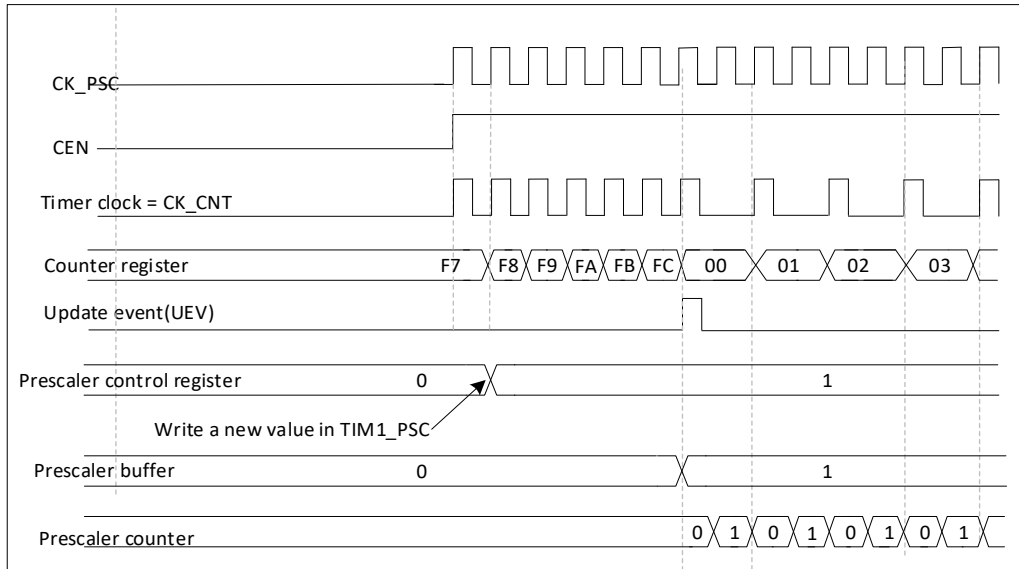 CK_PSC
CEN
Timer clock = CK_CNT
Counter register F7 F8 F9 FA FB FC 00 01 02 03
Update event(UEV)
Prescaler control register 0 1
Write a new value in TIM1_PSC
Prescaler buffer 0 1
Prescaler counter 0 1 0 1 0 1 0 1